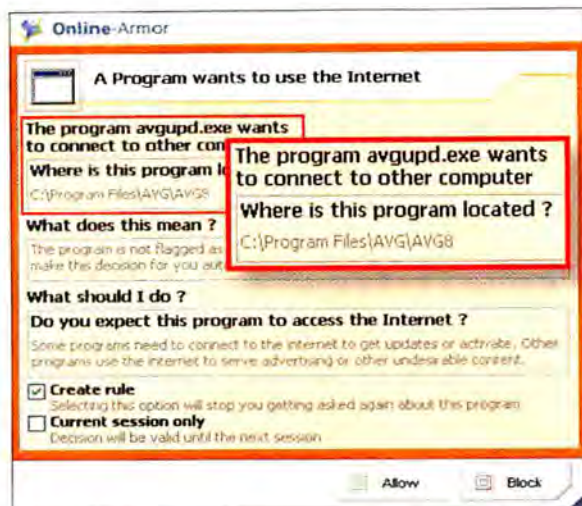 Online-Armor
A Program wants to use the Internet
The program avgupd.exe wants
to connect to other com
Where is this program lo
C:\Program Files\AVG\AVG8
The program avgupd.exe wants
to connect to other computer
Where is this program located ?
C:\Program Files\AVG\AVG8
What does this mean ?
The program is not flagged as
make this decision for you aut
What should I do ?
Do you expect this program to access the Internet ?
Some programs need to connect to the internet to get updates or activate. Other
programs use the internet to serve advertising or other undesirable content.
Create rule
Selecting this option will stop you getting asked again about this program
Current session only
Decision will be valid until the next session
Allow
Block